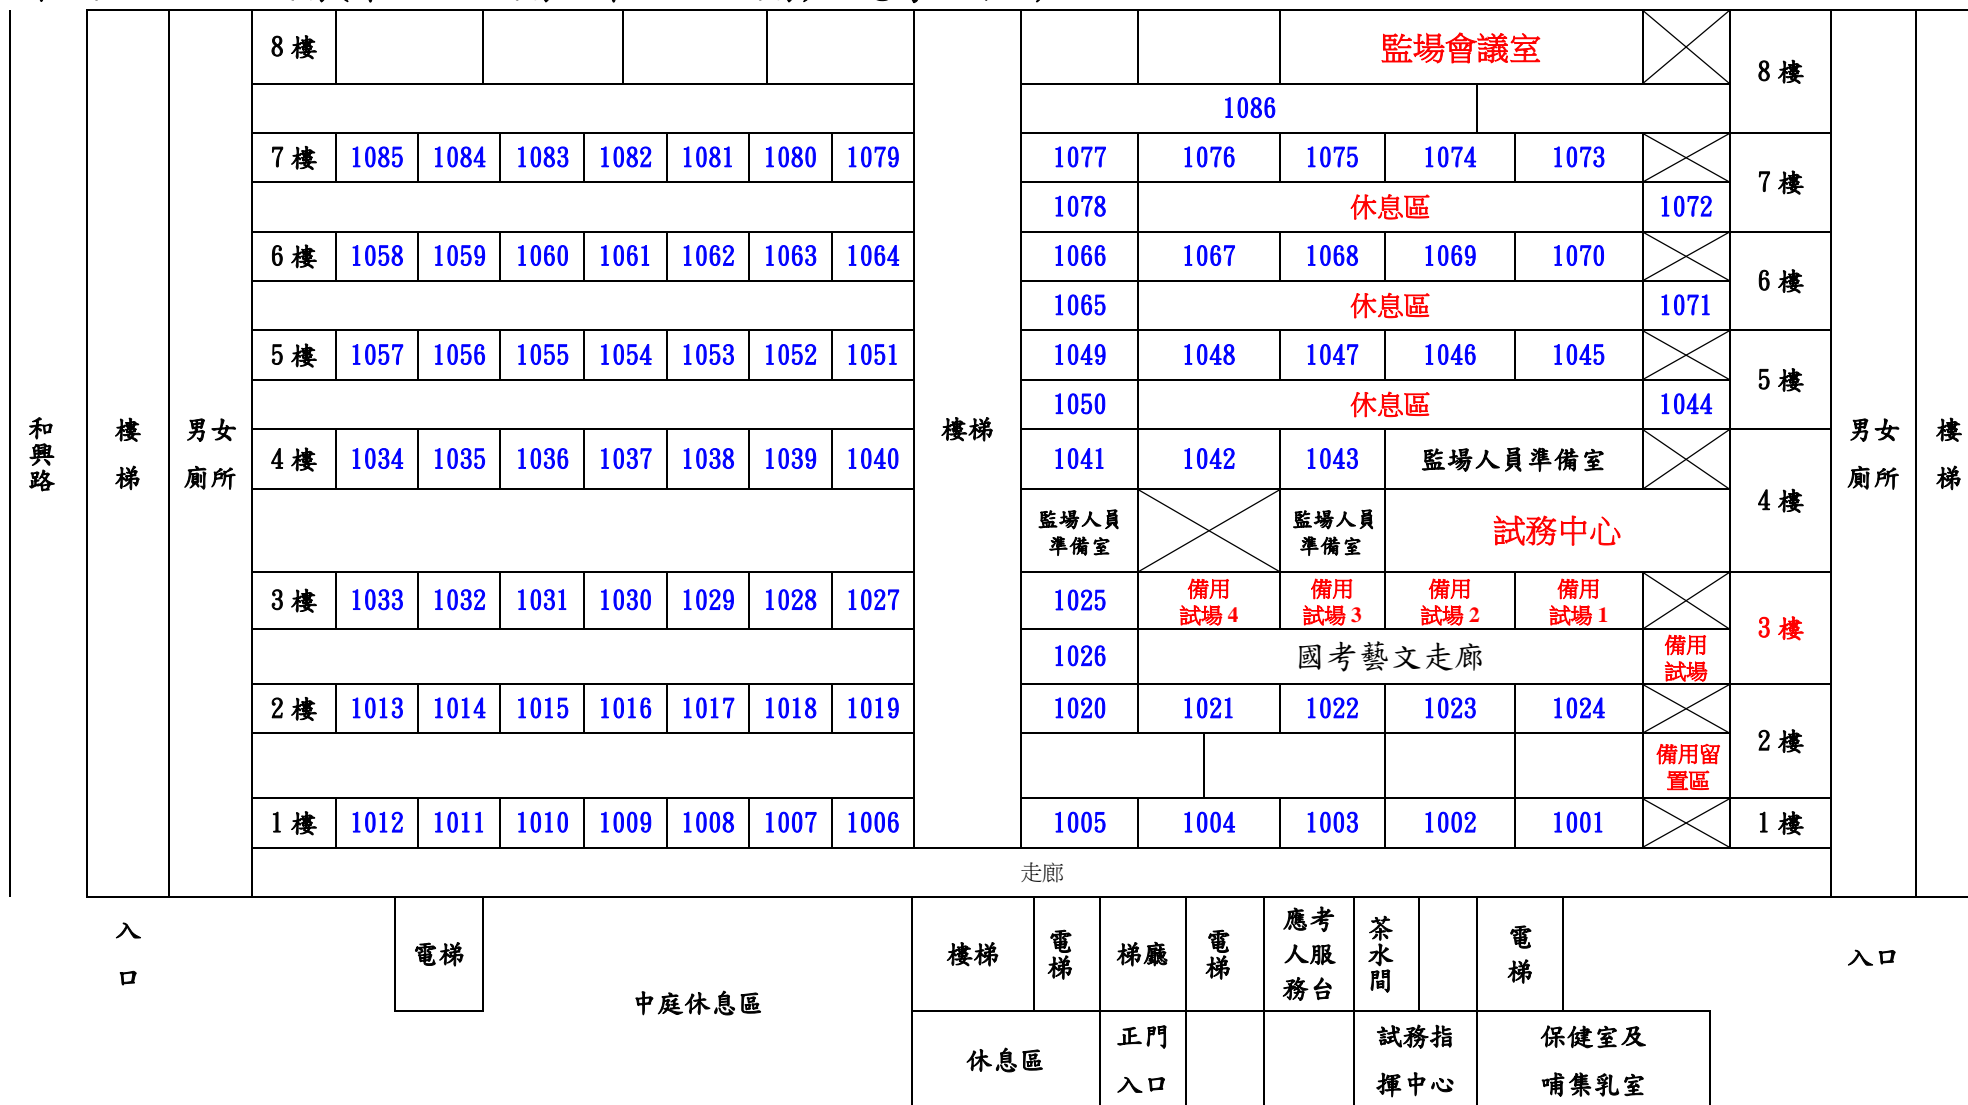 8樓 監場會議室 8樓
1086
7樓 1085 1084 1083 1082 1081 1080 1079 1077 1076 1075 1074 1073 7樓
1078 休息區 1072
6樓 1058 1059 1060 1061 1062 1063 1064 1066 1067 1068 1069 1070 6樓
1065 休息區 1071
5樓 1057 1056 1055 1054 1053 1052 1051 1049 1048 1047 1046 1045 5樓
1050 休息區 1044
和興路
樓梯
男女
廁所
樓梯
男女
廁所
樓梯
4樓 1034 1035 1036 1037 1038 1039 1040 1041 1042 1043 監場人員準備室 4樓
監場人員
準備室
監場人員
準備室
試務中心
3樓 1033 1032 1031 1030 1029 1028 1027 1025
備用
試場4
備用
試場3
備用
試場2
備用
試場1
3樓
1026 國考藝文走廊
備用
試場
2樓 1013 1014 1015 1016 1017 1018 1019 1020 1021 1022 1023 1024 2樓
備用留
置區
1樓 1012 1011 1010 1009 1008 1007 1006 1005 1004 1003 1002 1001 1樓
走廊
入口
電梯
中庭休息區
樓梯
電梯
梯廳
電梯
應考
人服
務台
茶水間
電梯
入口
休息區
正門
入口
試務指
揮中心
保健室及
哺集乳室